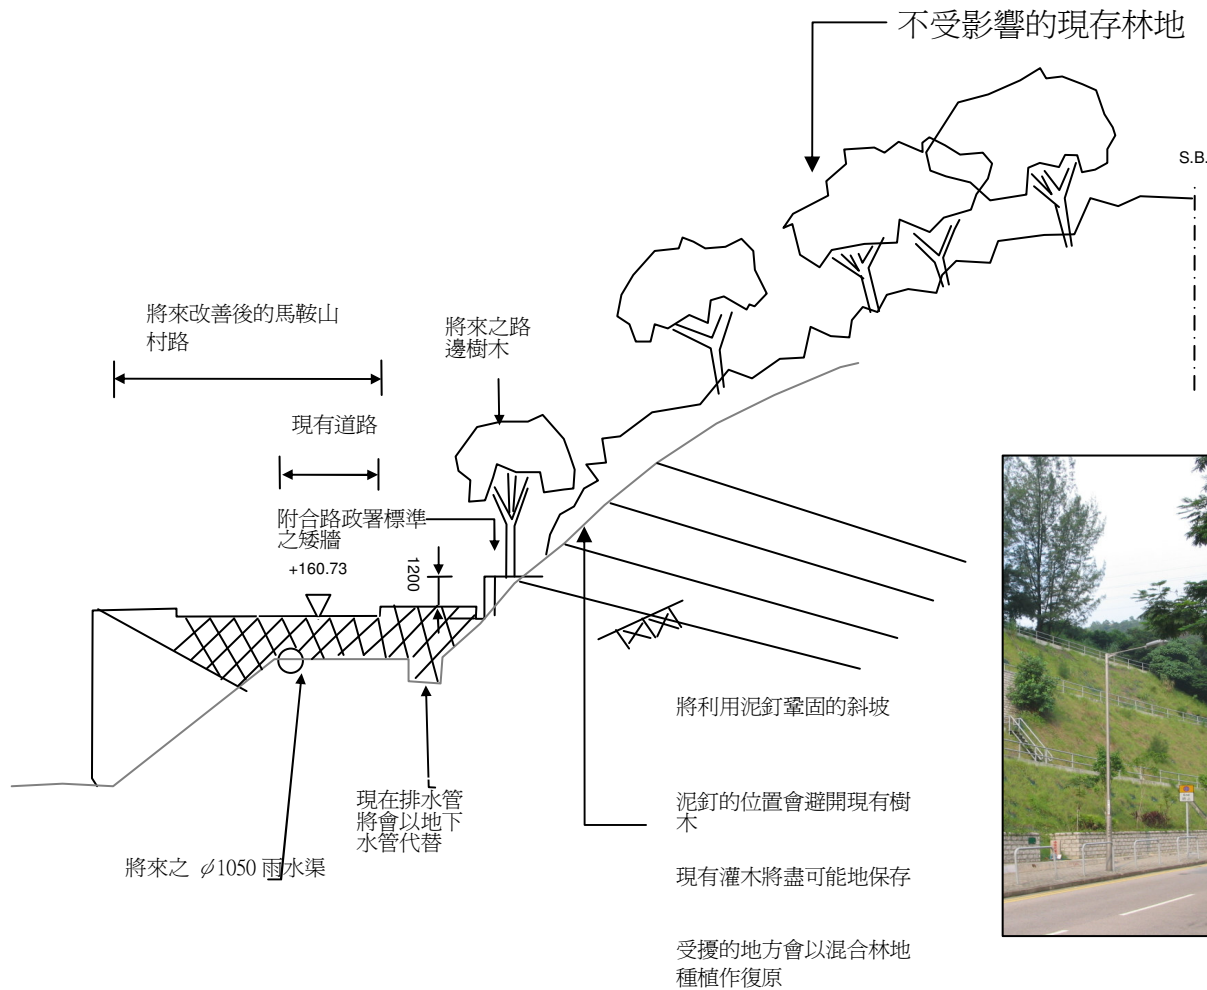 不受影響的現存林地
S.B.
將來改善後的馬鞍山
村路
將來之路
邊樹木
現有道路
附合路政署標準
之矮牆
+160.73
1200
將利用泥釘鞏固的斜坡
泥釘的位置會避開現有樹
木
現在排水管
將會以地下
水管代替
將來之 φ1050 雨水渠
現有灌木將盡可能地保存
受擾的地方會以混合林地
種植作復原